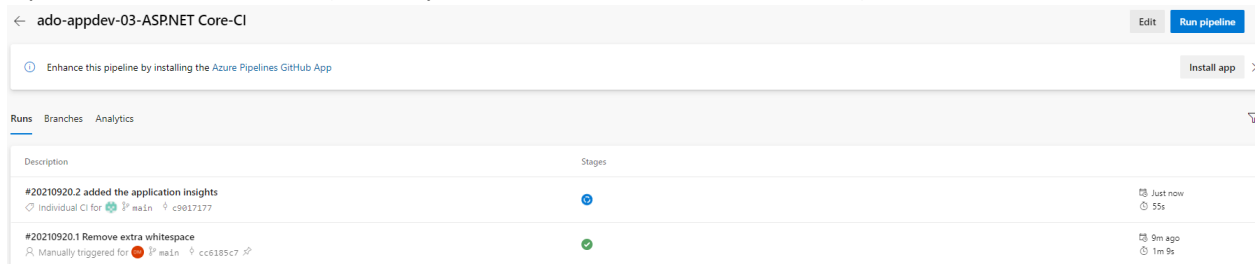 ado-appdev-03-ASP.NET Core-CI
Edit
Run pipeline
Enhance this pipeline by installing the Azure Pipelines GitHub App
Install app
Runs Branches Analytics
Description Stages
#20210920.2 added the application insights
Individual CI for main c9017177
Just now
55s
#20210920.1 Remove extra whitespace
Manually triggered for main cc6185c7
9m ago
1m 9s